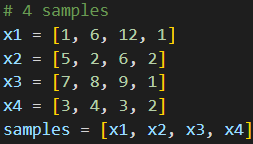 # 4 samples
x1 = [1, 6, 12, 1]
x2 = [5, 2, 6, 2]
x3 = [7, 8, 9, 1]
x4 = [3, 4, 3, 2]
samples = [x1, x2, x3, x4]